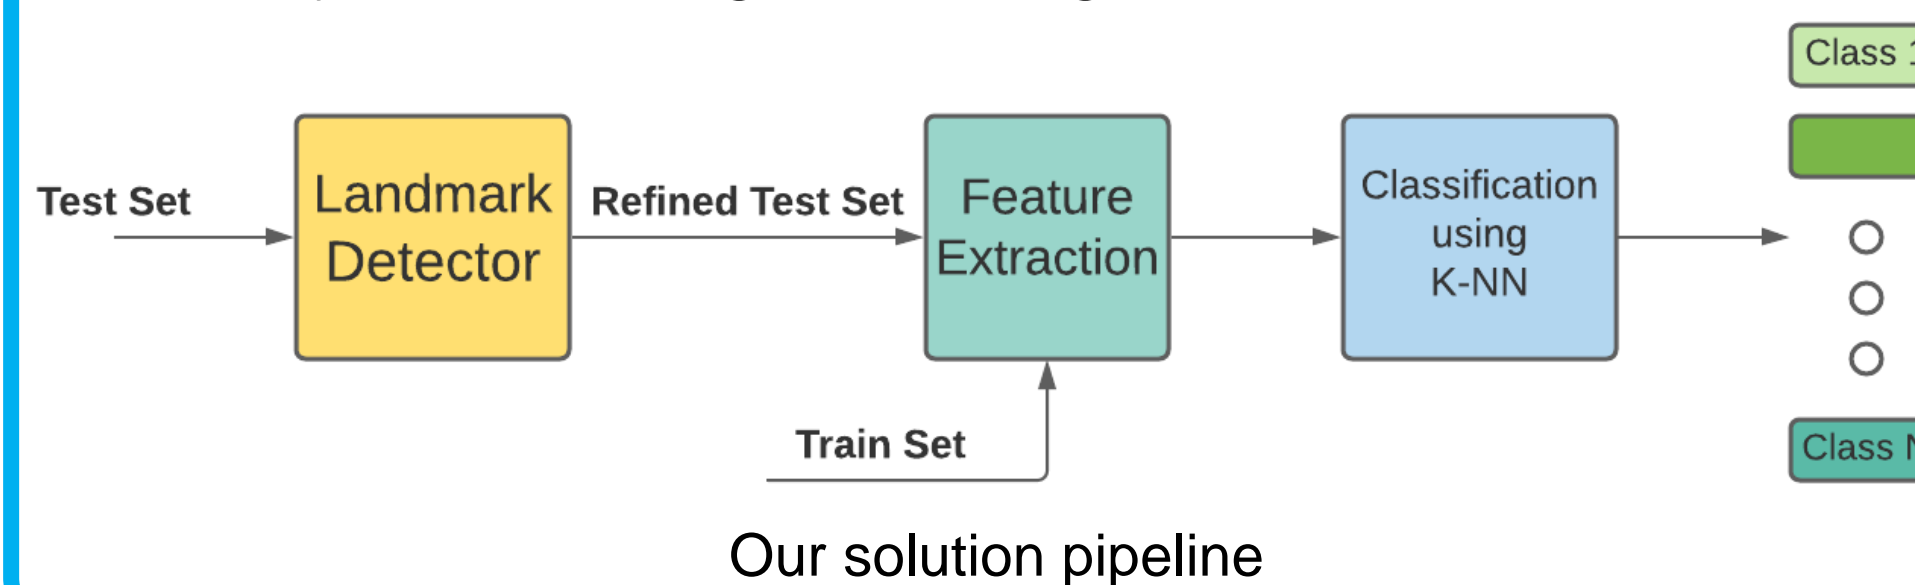 Class
Test Set
Landmark
Detector
Refined Test Set
Feature
Extraction
Classification
using
K-NN
Train Set
Class
Our solution pipeline